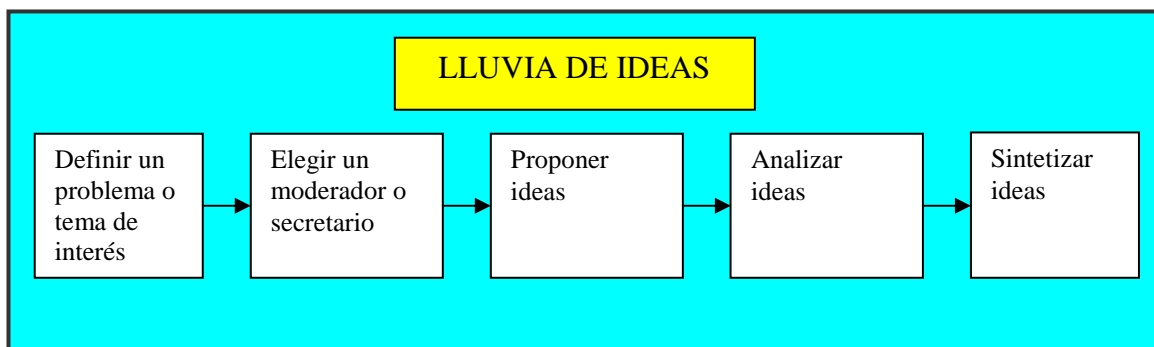 LLUVIA DE IDEAS
Definir un
problema o
tema de
interés
Elegir un
moderador o
secretario
Proponer
ideas
Analizar
ideas
Sintetizar
ideas